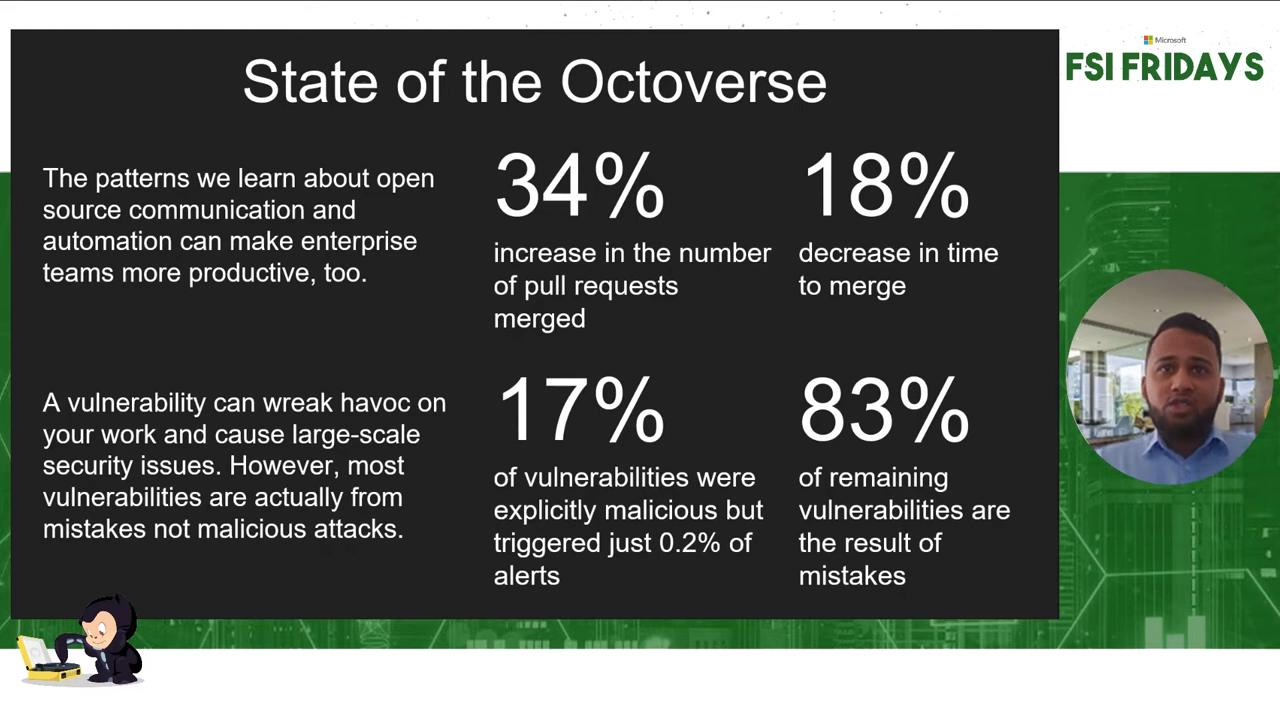 State of the Octoverse
Microsoft
FSI FRIDAYS
The patterns we learn about open
source communication and
automation can make enterprise
teams more productive, too.
34%
increase in the number
of pull requests
merged
18%
decrease in time
to merge
A vulnerability can wreak havoc on
your work and cause large-scale
security issues. However, most
vulnerabilities are actually from
mistakes not malicious attacks.
17%
of vulnerabilities were
explicitly malicious but
triggered just 0.2% of
alerts
83%
of remaining
vulnerabilities are
the result of
mistakes